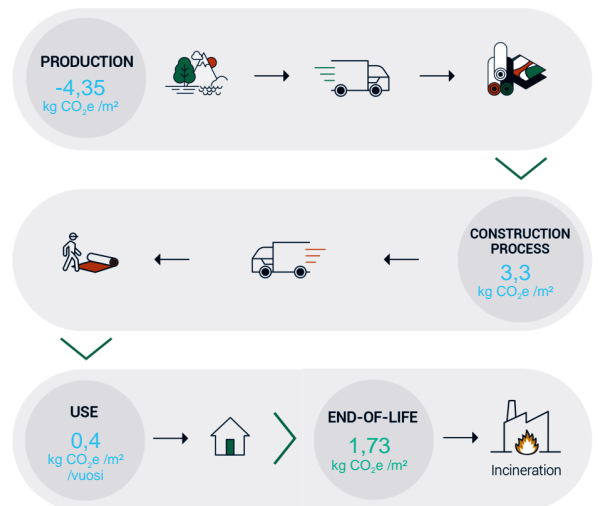 PRODUCTION
-4,35
kg CO₂e /m²
CONSTRUCTION
PROCESS
3,3
kg CO₂e /m²
USE
0,4
kg CO₂e /m²
/vuosi
END-OF-LIFE
1,73
kg CO₂e /m²
Incineration